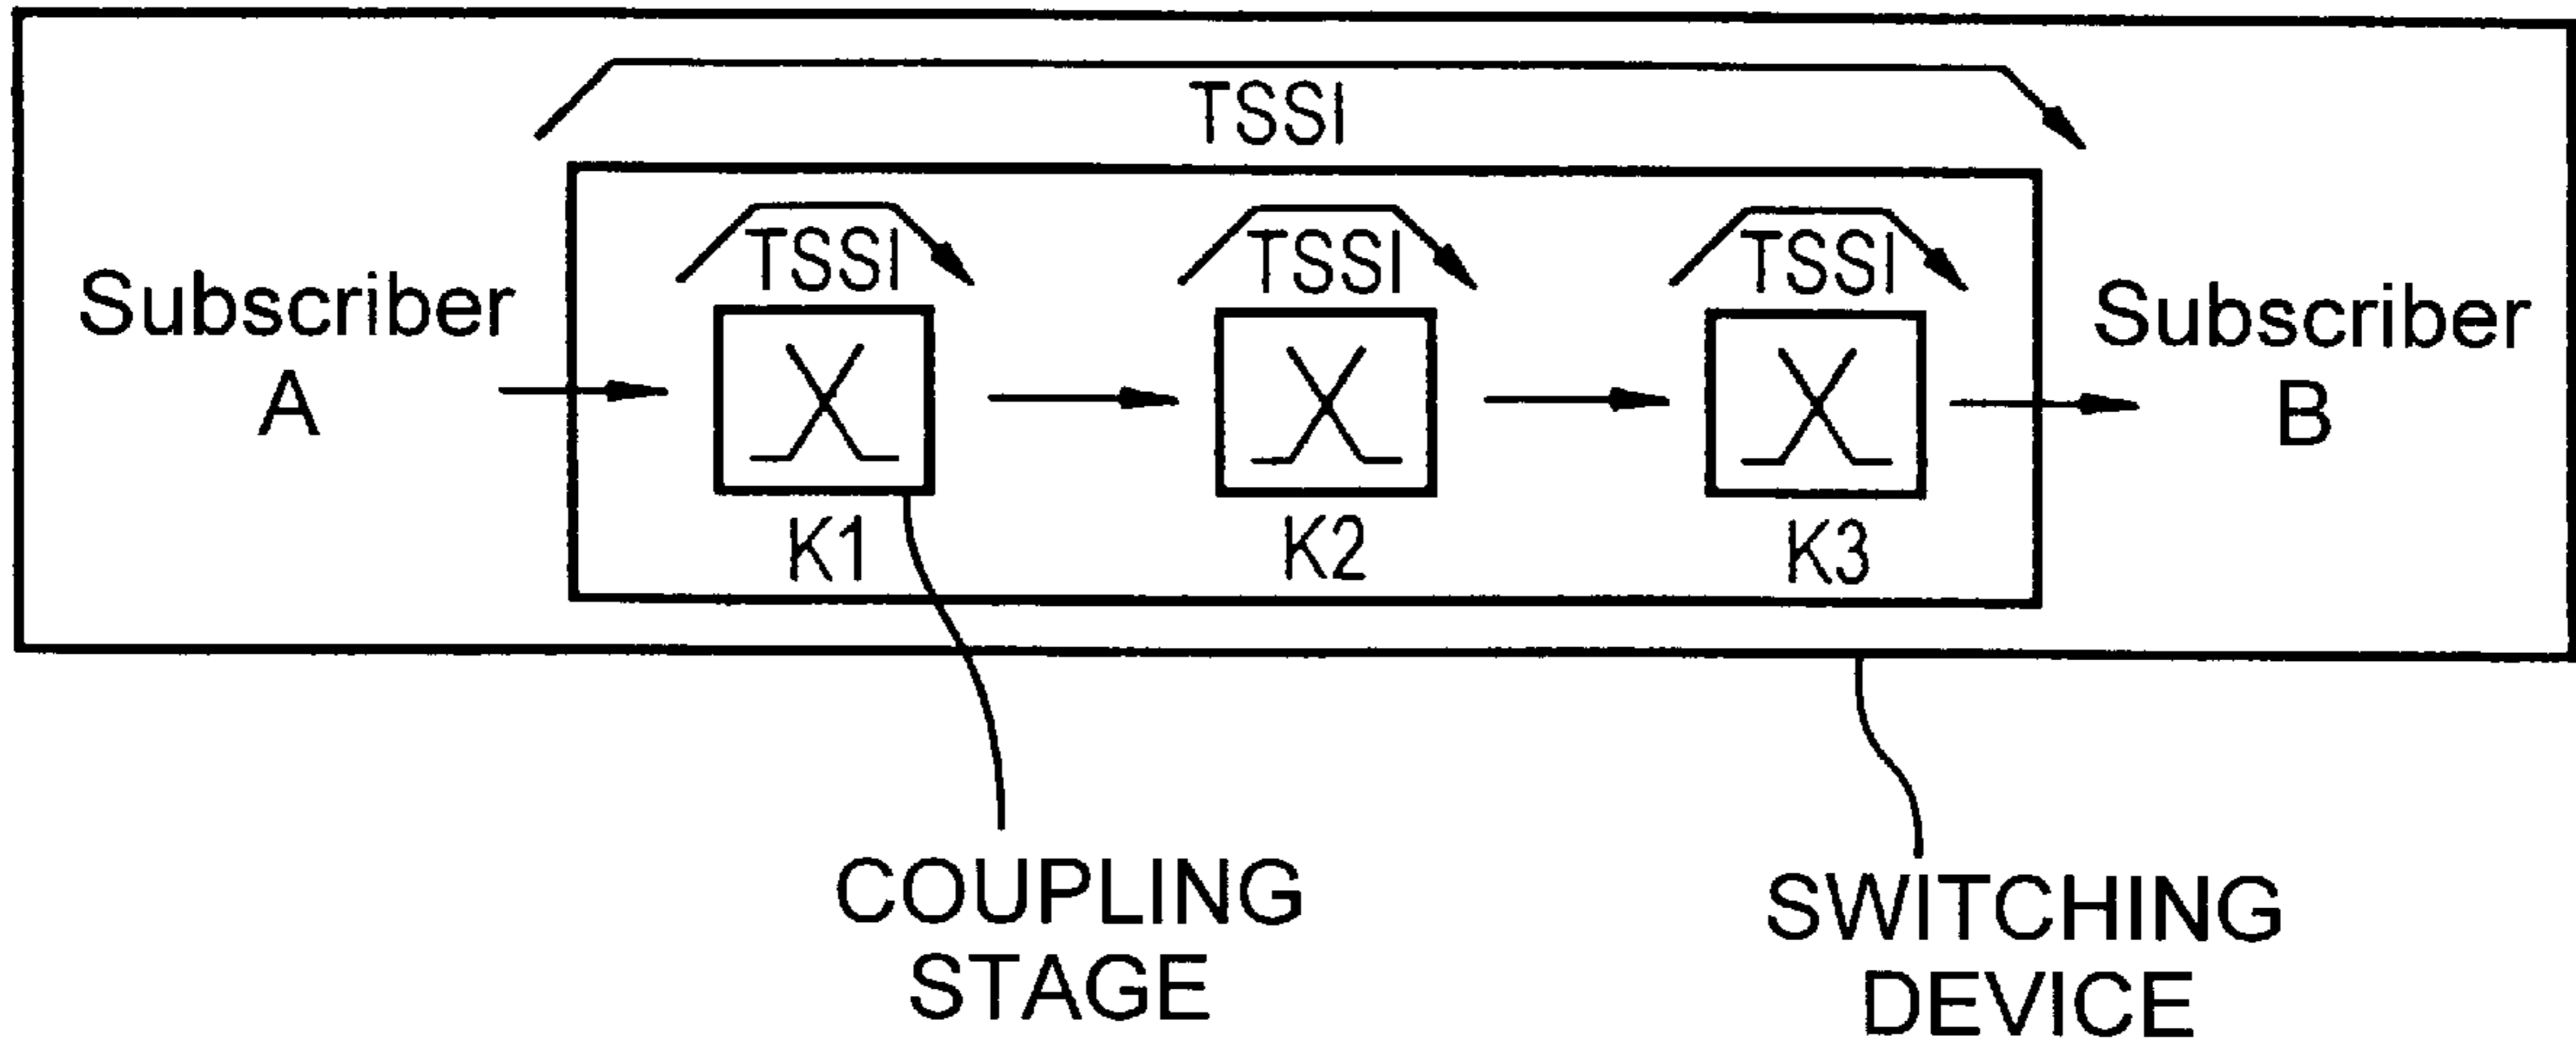 TSSI
TSSI
TSSI
TSSI
Subscriber
A
Subscriber
B
K1
K2
K3
COUPLING
STAGE
SWITCHING
DEVICE